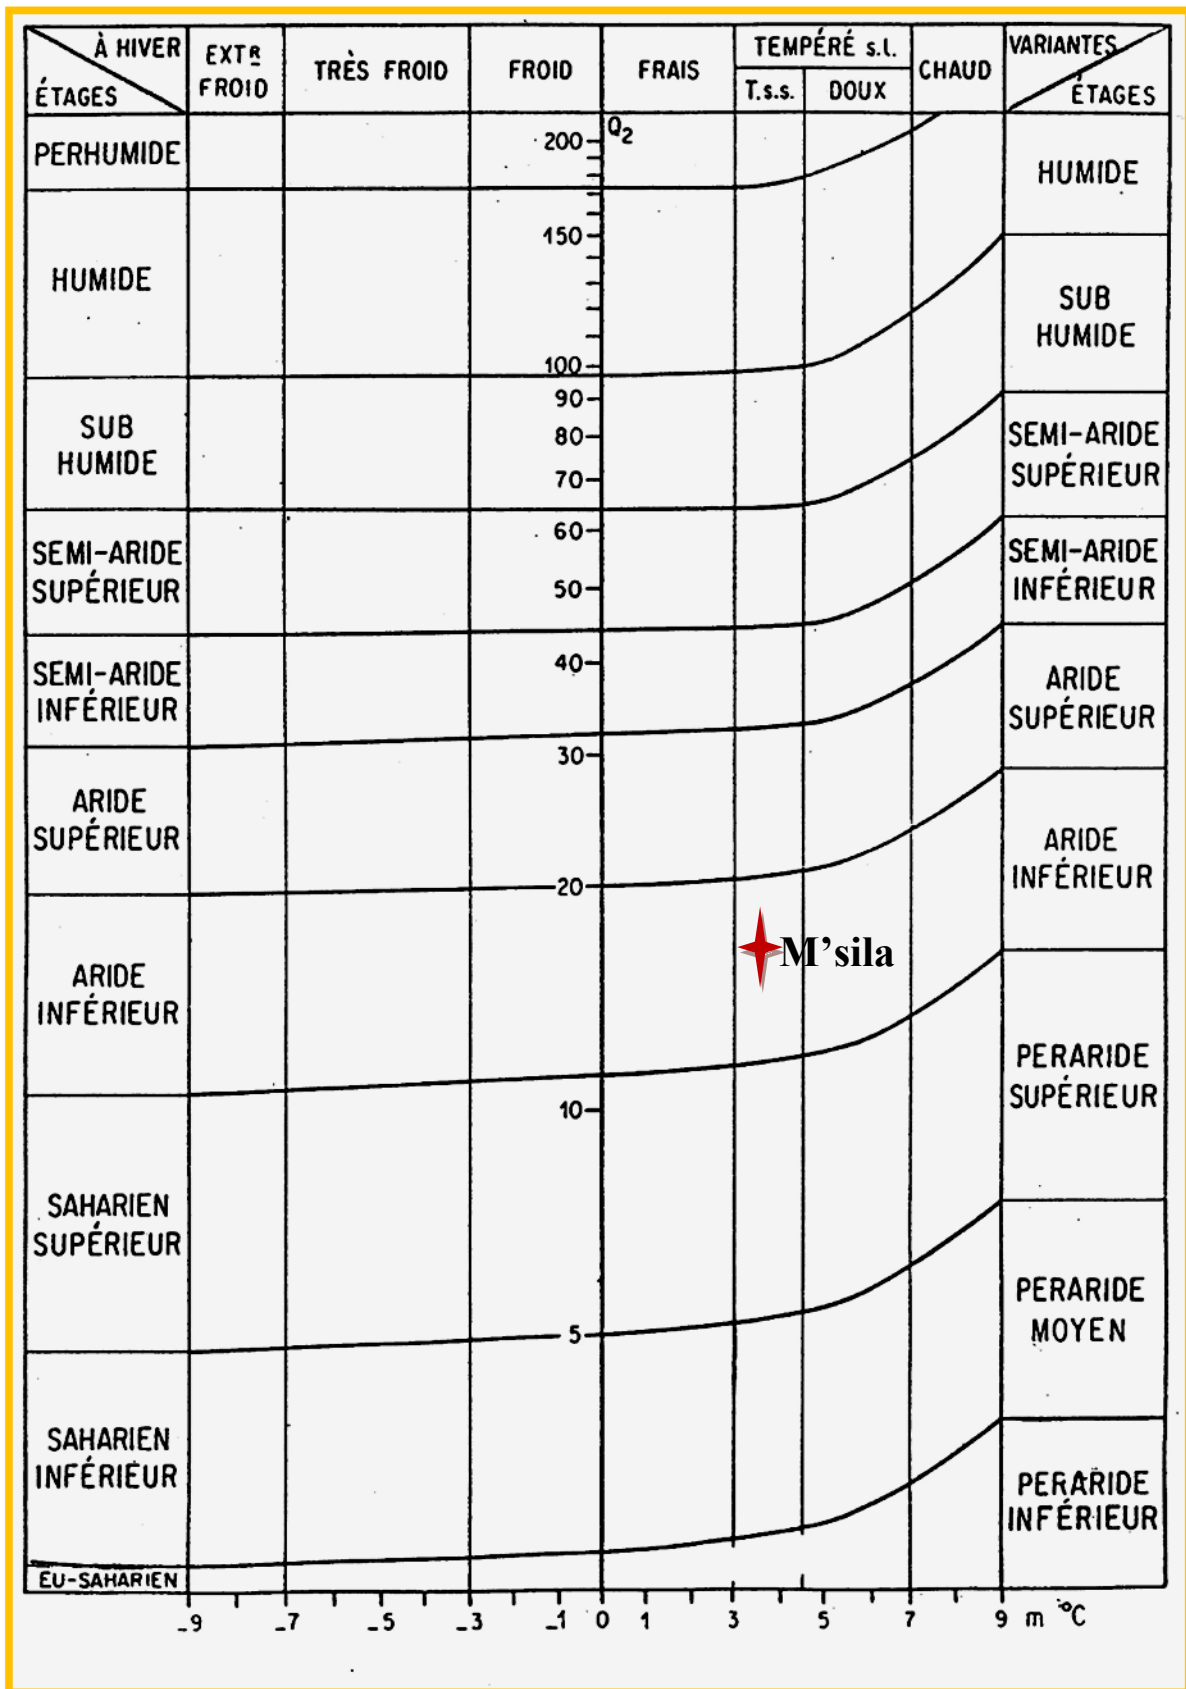 À HIVER
ÉTAGES
EXTR
FROID
TRÈS FROID
FROID
FRAIS
TEMPÉRÉ s.l.
T.s.s.
DOUX
CHAUD
VARIANTES
ÉTAGES
PERHUMIDE
HUMIDE
SUB
HUMIDE
SEMI-ARIDE
SUPÉRIEUR
SEMI-ARIDE
INFÉRIEUR
ARIDE
SUPÉRIEUR
ARIDE
INFÉRIEUR
SAHARIEN
SUPÉRIEUR
SAHARIEN
INFÉRIEUR
EU-SAHARIEN
Q2
200
150
100
90
80
70
60
50
40
30
20
10
5
M’sila
HUMIDE
SUB
HUMIDE
SEMI-ARIDE
SUPÉRIEUR
SEMI-ARIDE
INFÉRIEUR
ARIDE
SUPÉRIEUR
ARIDE
INFÉRIEUR
PERARIDE
SUPÉRIEUR
PERARIDE
MOYEN
PERARIDE
INFÉRIEUR
-9 -7 -5 -3 -1 0 1 3 5 7 9 m °C